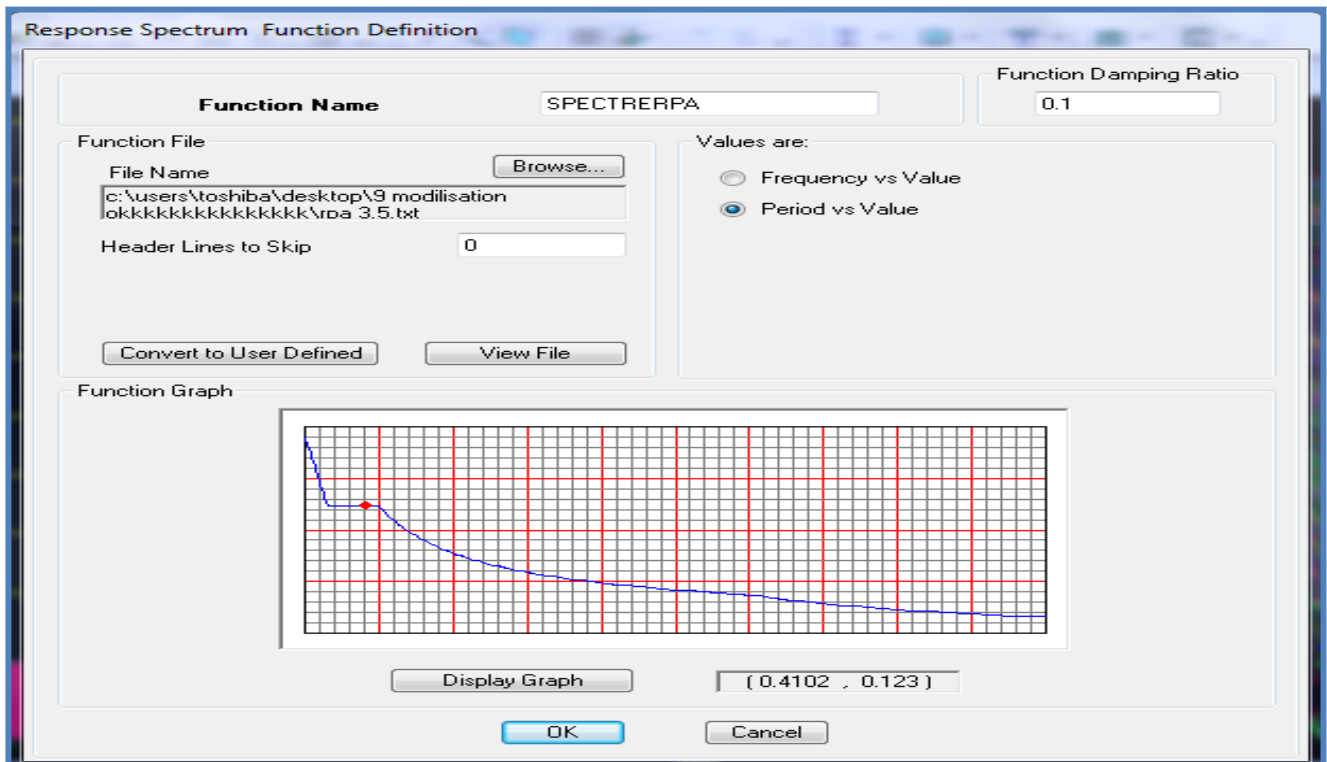 Response Spectrum Function Definition
Function Damping Ratio
Function Name
SPECTRERPA
0.1
Function File
Values are:
File Name
Browse...
Frequency vs Value
c:\users\toshiba\desktop\9 modilisation
okkkkkkkkkkkkkkkk\rpa 3.5.txt
Period vs Value
Header Lines to Skip
0
Convert to User Defined
View File
Function Graph
Display Graph
(0.4102 , 0.123)
OK
Cancel